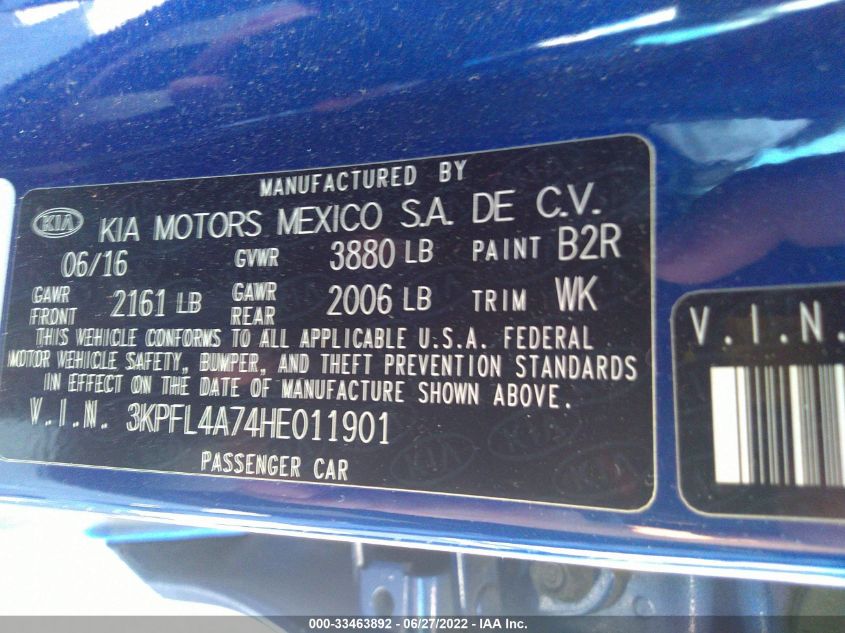 MANUFACTURED BY
KIA KIA MOTORS MEXICO S.A. DE C.V.
06/16 GVWR 3880 LB PAINT B2R
GAWR FRONT 2161 LB GAWR REAR 2006 LB TRIM WK
THIS VEHICLE CONFORMS TO ALL APPLICABLE U.S.A. FEDERAL
MOTOR VEHICLE SAFETY, BUMPER, AND THEFT PREVENTION STANDARDS
IN EFFECT ON THE DATE OF MANUFACTURE SHOWN ABOVE.
V.I.N. 3KPFL4A74HE011901
PASSENGER CAR
V.I.N.
000-33463892 - 06/27/2022 - IAA Inc.